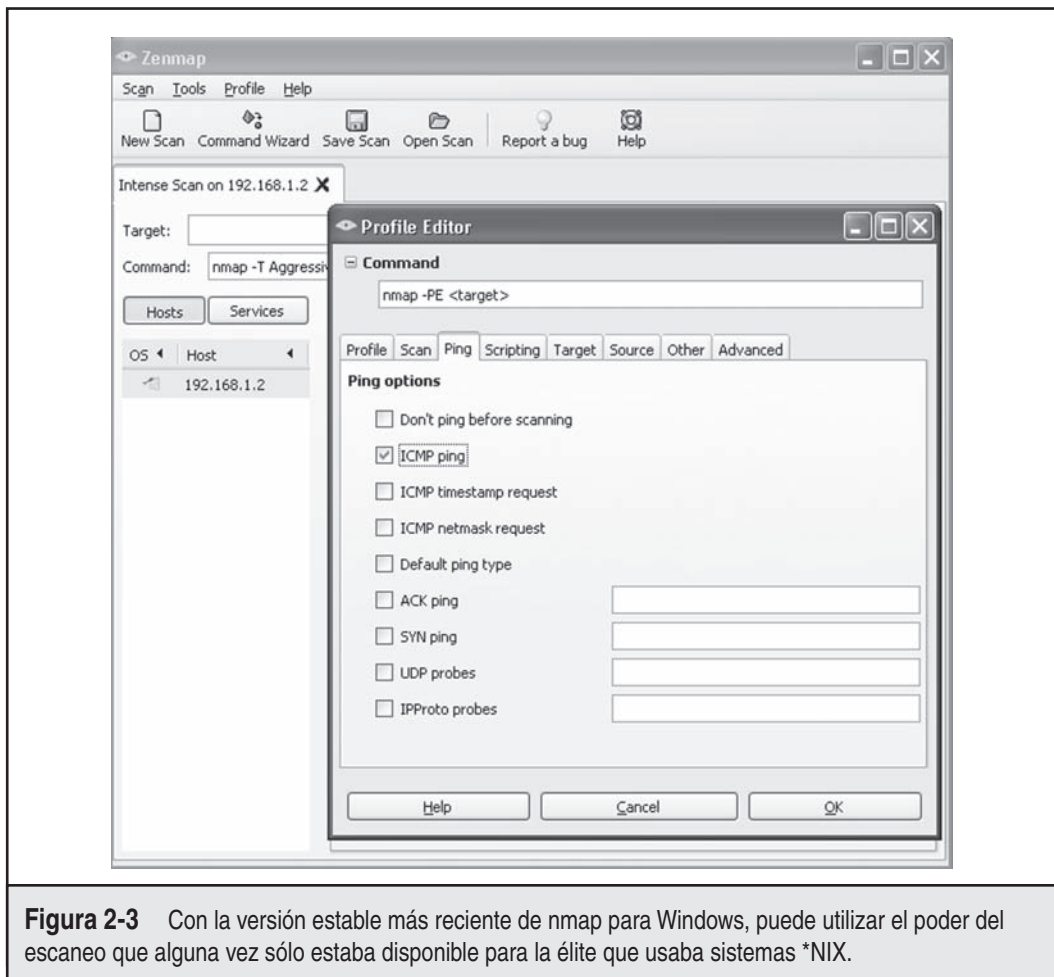 Zenmap
Scan Tools Profile Help
New Scan Command Wizard Save Scan Open Scan Report a bug Help
Intense Scan on 192.168.1.2
Target:
Command: nmap -T Aggressiv
Hosts Services
OS Host
192.168.1.2
Profile Editor
Command
nmap -PE <target>
Profile Scan Ping Scripting Target Source Other Advanced
Ping options
Don't ping before scanning
ICMP ping
ICMP timestamp request
ICMP netmask request
Default ping type
ACK ping
SYN ping
UDP probes
IPProto probes
Help Cancel OK
Figura 2-3 Con la versión estable más reciente de nmap para Windows, puede utilizar el poder del
escaneo que alguna vez sólo estaba disponible para la élite que usaba sistemas *NIX.